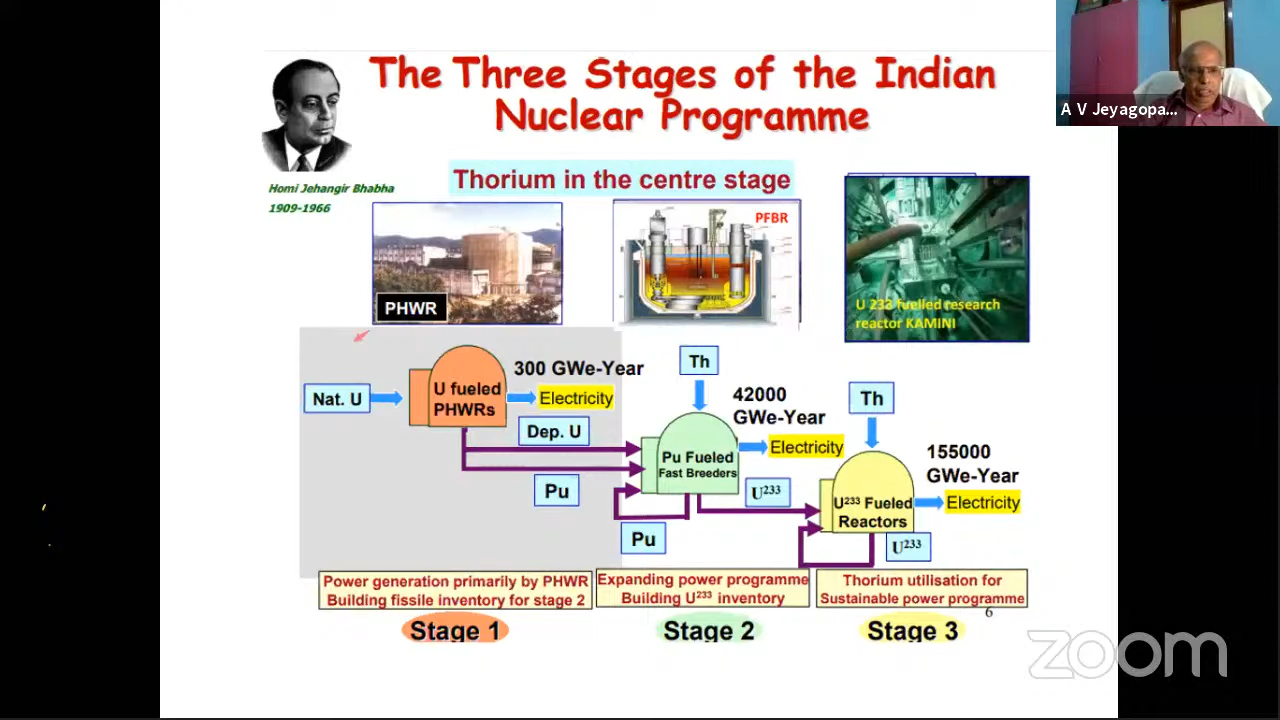 The Three Stages of the Indian
Nuclear Programme
A V Jeyagopa...
Homi Jehangir Bhabha
1909-1966
Thorium in the centre stage
PHWR
PFBR
U 233 fuelled research
reactor KAMINI
Nat. U
U fueled
PHWRs
300 GWe-Year
Electricity
Dep. U
Pu
Th
42000
GWe-Year
Electricity
Pu Fueled
Fast Breeders
U233
Pu
Th
155000
GWe-Year
Electricity
U233 Fueled
Reactors
U233
Power generation primarily by PHWR
Building fissile inventory for stage 2
Expanding power programme
Building U233 inventory
Thorium utilisation for
Sustainable power programme
6
Stage 1
Stage 2
Stage 3
zoom